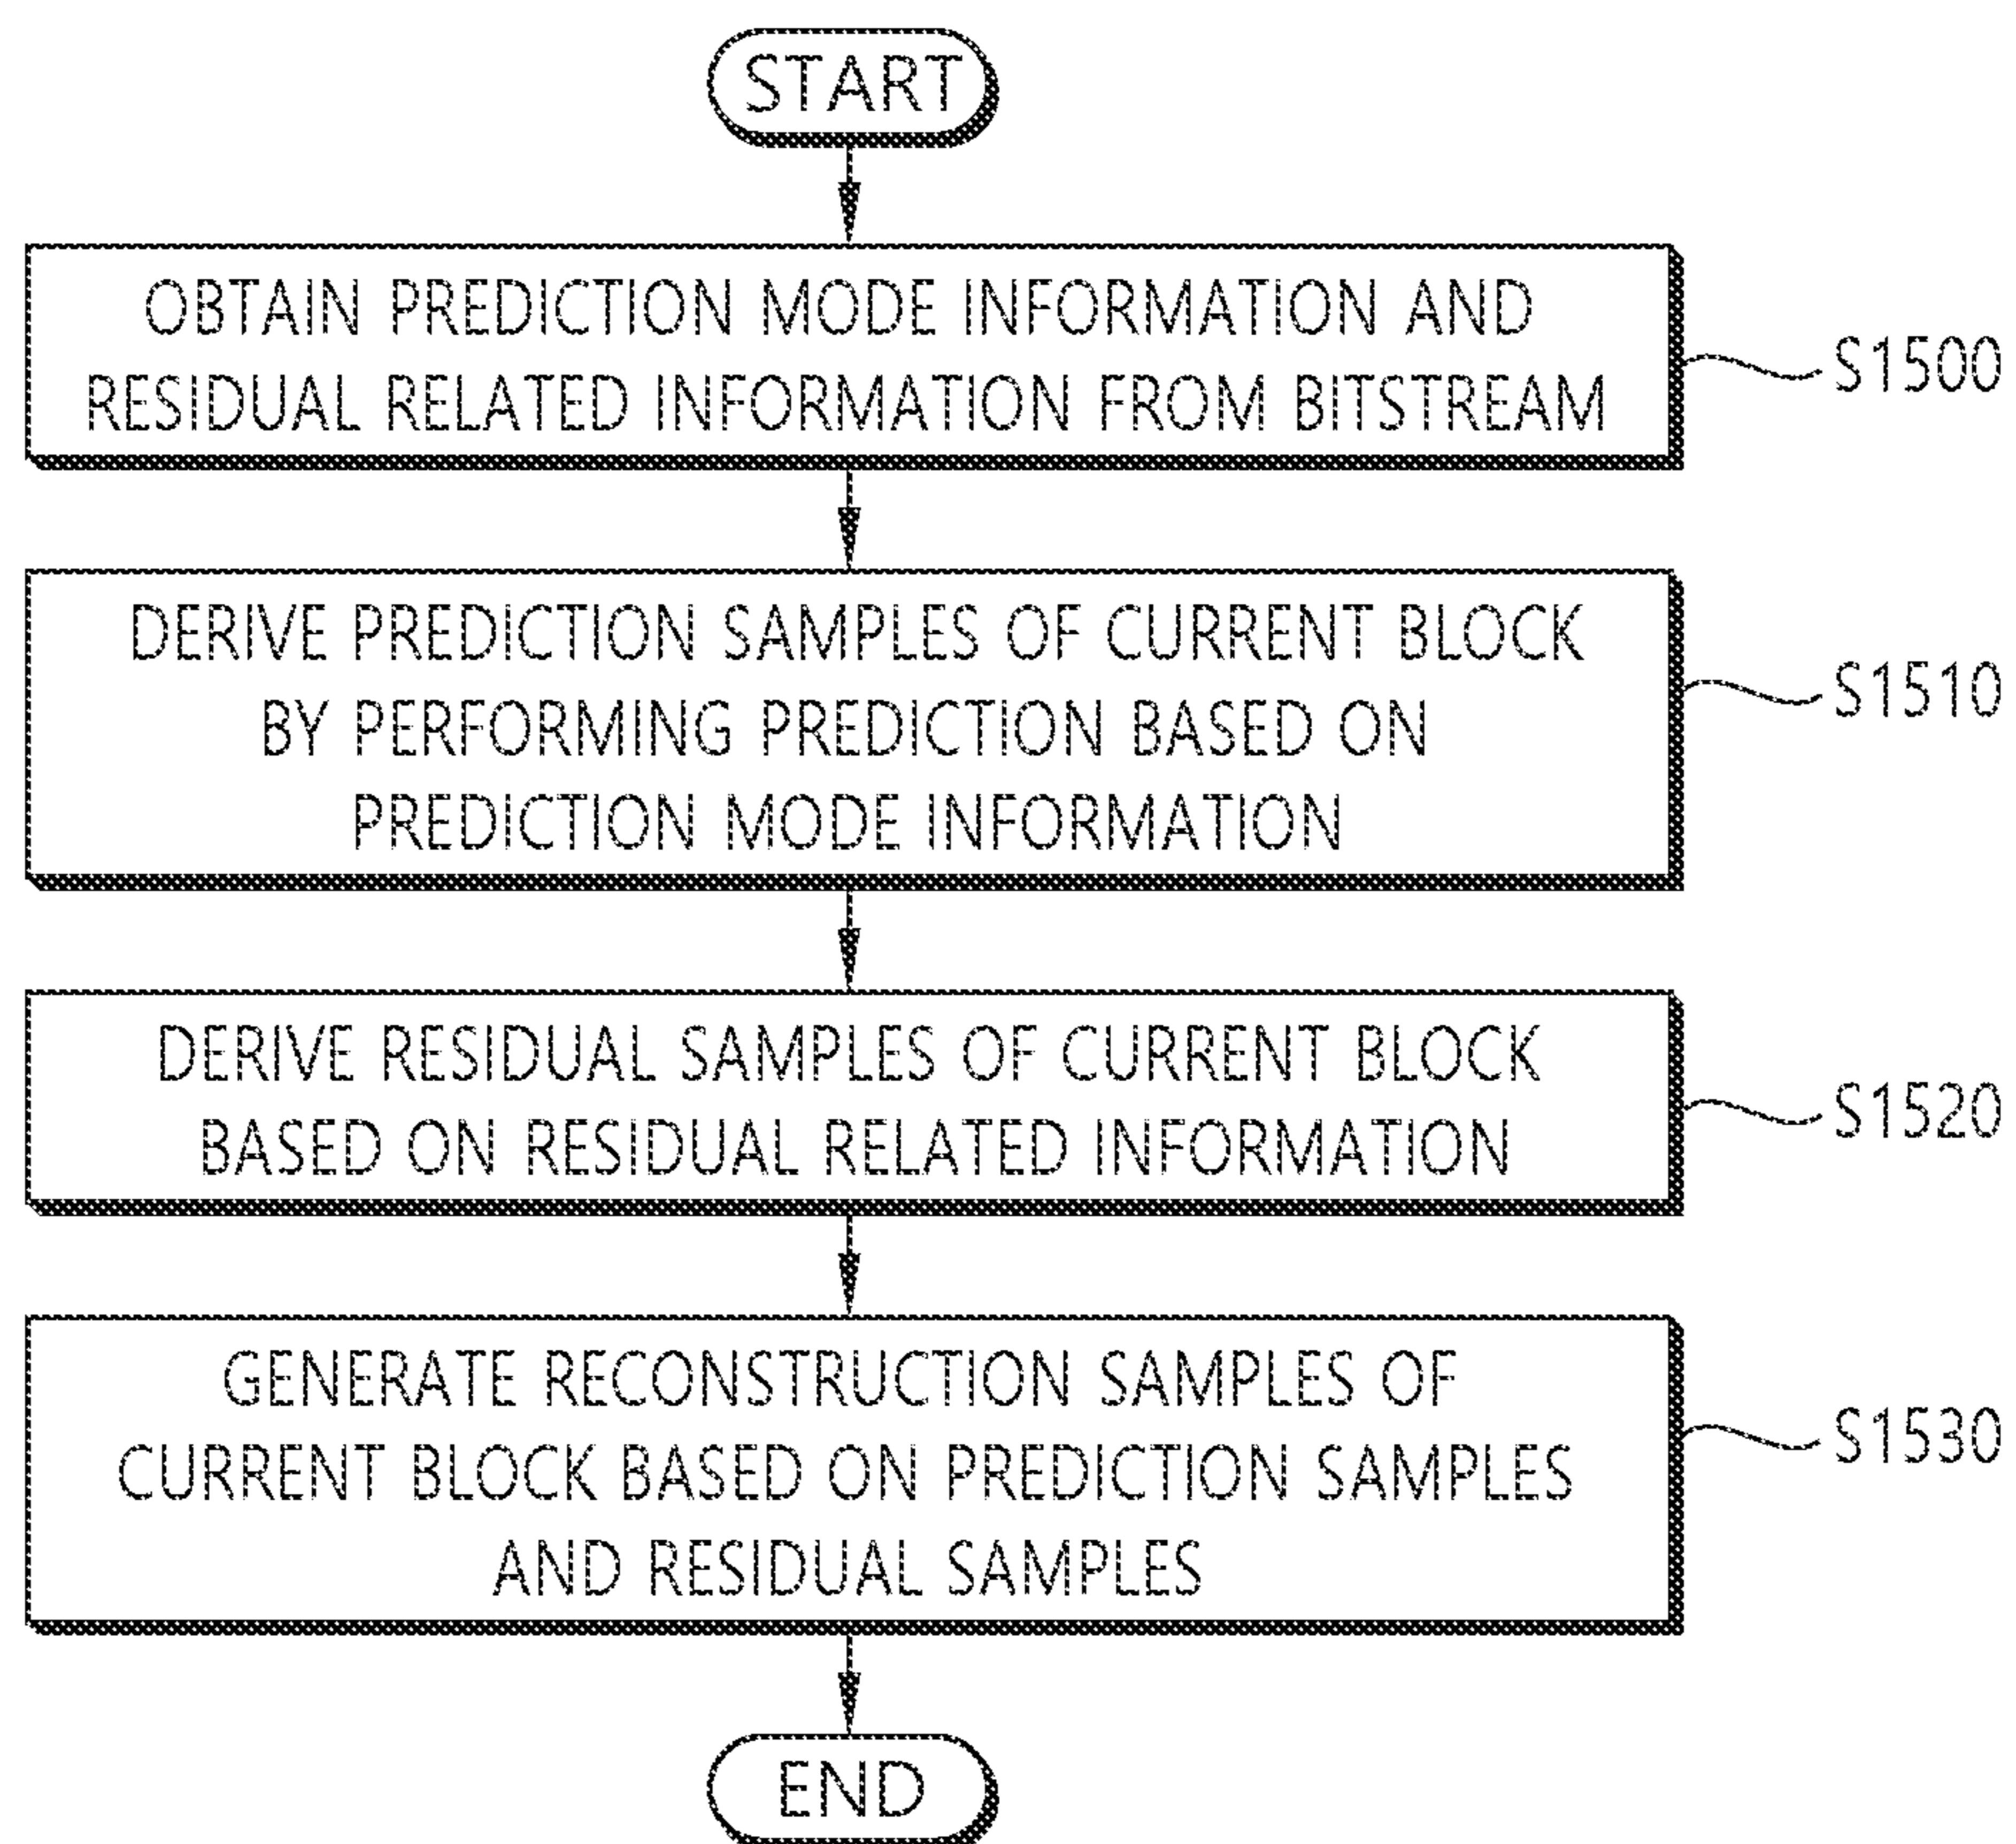 START
OBTAIN PREDICTION MODE INFORMATION AND
RESIDUAL RELATED INFORMATION FROM BITSTREAM
S1500
DERIVE PREDICTION SAMPLES OF CURRENT BLOCK
BY PERFORMING PREDICTION BASED ON
PREDICTION MODE INFORMATION
S1510
DERIVE RESIDUAL SAMPLES OF CURRENT BLOCK
BASED ON RESIDUAL RELATED INFORMATION
S1520
GENERATE RECONSTRUCTION SAMPLES OF
CURRENT BLOCK BASED ON PREDICTION SAMPLES
AND RESIDUAL SAMPLES
S1530
END